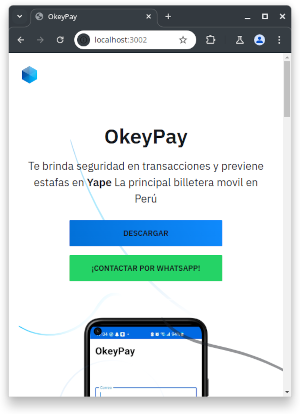 OkeyPay
localhost:3002
OkeyPay
Te brinda seguridad en transacciones y previene
estafas en Yape La principal billetera movil en
Perú
DESCARGAR
¡CONTACTAR POR WHATSAPP!
OkeyPay